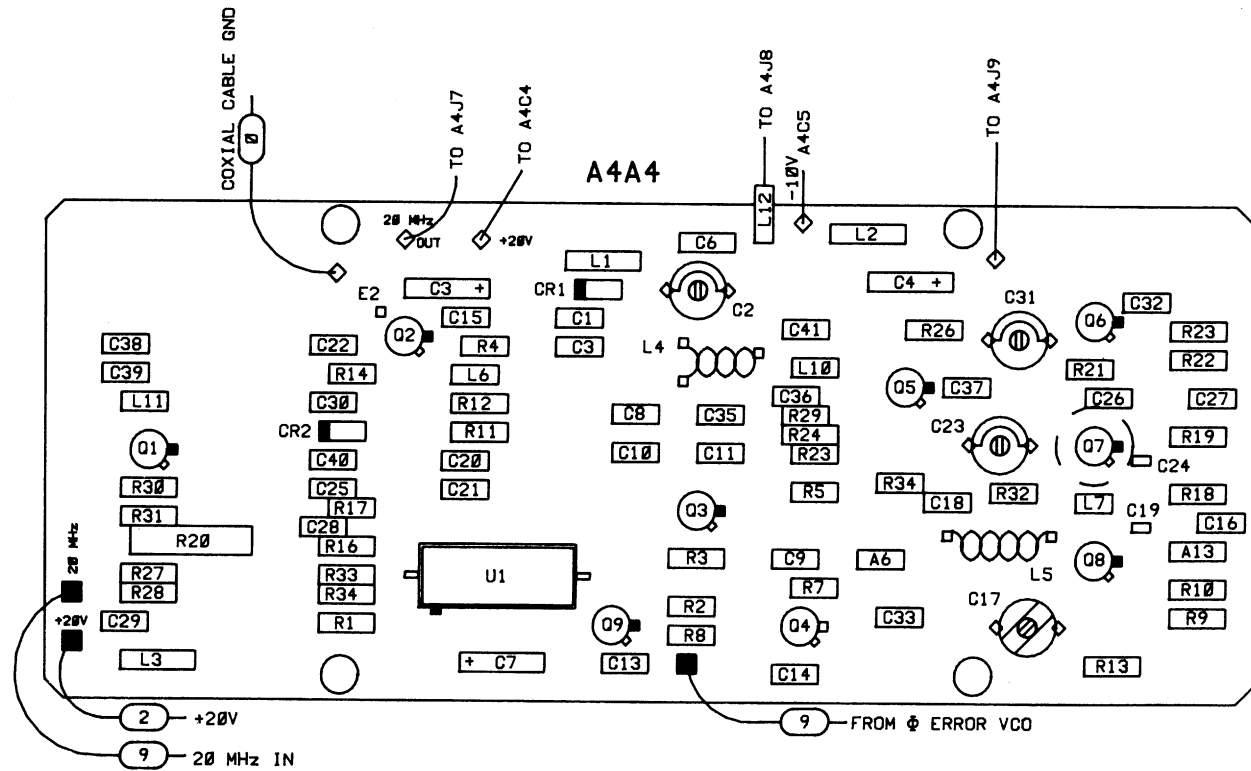 COXIAL CABLE GND
0
TO A4J7
TO A4C4
A4A4
TO A4J8
-10V A4C5
TO A4J9
20 MHz
OUT
+20V
L12
C6
L2
L1
E2
C3 +
CR1
C4 +
C2
C31
C32
C15
C1
Q2
C41
R26
Q6
R23
C38
C22
R4
C3
L4
R22
C39
R14
L6
L10
R21
Q5
C37
L11
C30
R12
C36
C26
C27
C8
C35
R29
CR2
R11
R24
C23
R19
Q1
C40
C20
C10
C11
R23
Q7
C24
R30
C25
C21
R5
R34
R32
R18
R17
C18
L7
R31
C28
Q3
C19
C16
R20
R16
20 MHz
R3
C9
A6
A13
U1
L5
Q8
R27
R33
R28
R34
R7
R10
R2
C17
C29
R1
Q9
Q4
C33
R9
+20V
R8
L3
+ C7
C13
C14
R13
2
+20V
9
FROM Φ ERROR VCO
9
20 MHz IN